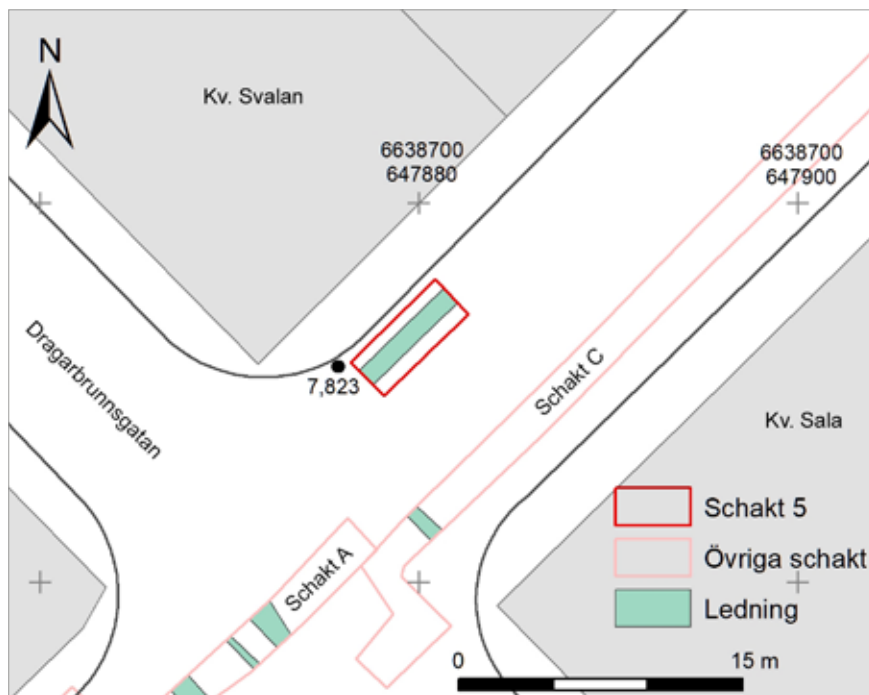 N
Kv. Svalan
6638700
647880
6638700
647900
Dragarbrunnsgatan
7,823
Schakt C
Kv. Sala
Schakt A
Schakt 5
Övriga schakt
Ledning
0 15 m